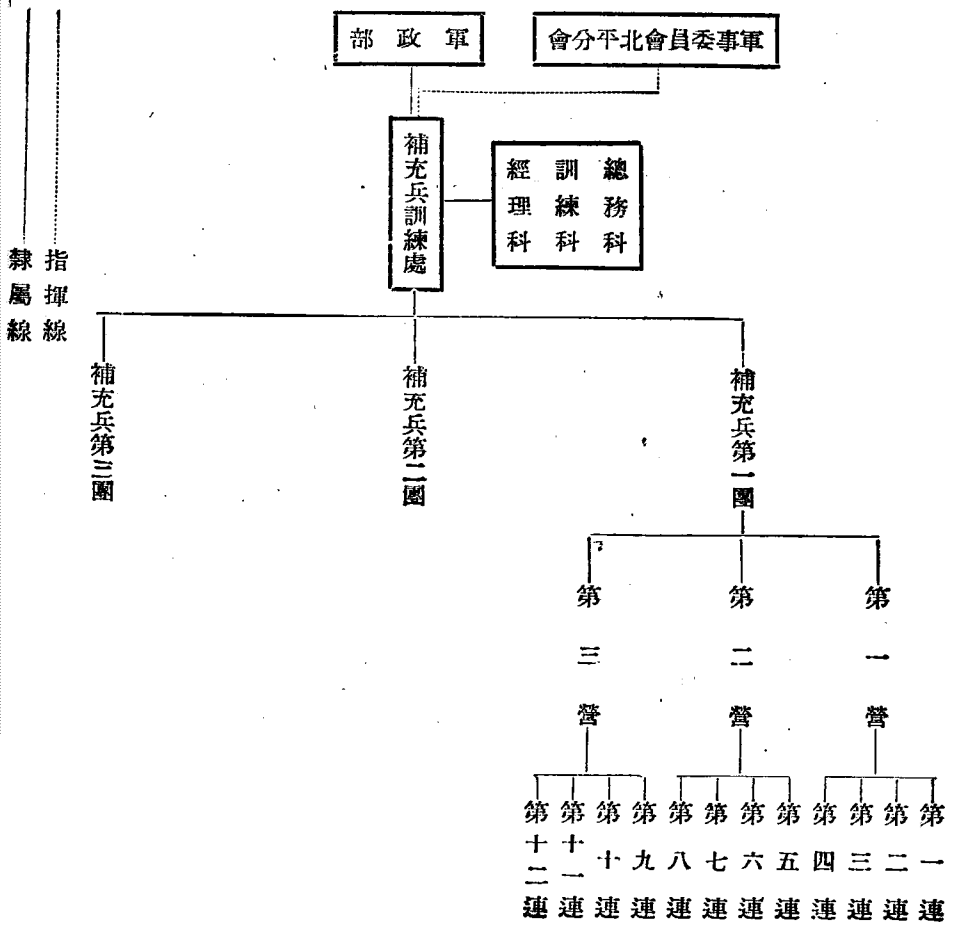 軍事委員會北平分會
軍政部
補充兵訓練處
總務科
訓練科
經理科
指揮線
隸屬線
補充兵第一團
補充兵第二團
補充兵第三團
第一營
第二營
第三營
第一連
第二連
第三連
第四連
第五連
第六連
第七連
第八連
第九連
第十連
第十一連
第十二連